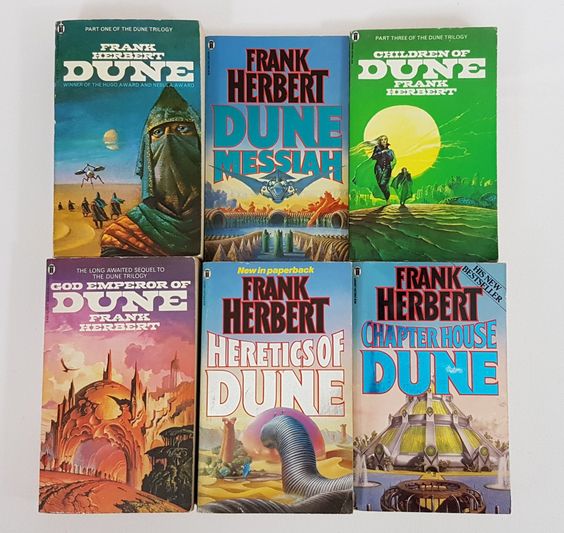 PART ONE OF THE DUNE TRILOGY
FRANK
HERBERT
DUNE
WINNER OF THE HUGO AWARD AND NEBULA AWARD
FRANK
HERBERT
DUNE
MESSIAH
PART THREE OF THE DUNE TRILOGY
CHILDREN OF
DUNE
FRANK
HERBERT
THE LONG AWAITED SEQUEL TO
THE DUNE TRILOGY
GOD EMPEROR OF
DUNE
FRANK
HERBERT
New in paperback
FRANK
HERBERT
HERETICS OF
DUNE
FRANK
HERBERT
HIS NEW
BESTSELLER
CHAPTER HOUSE
DUNE